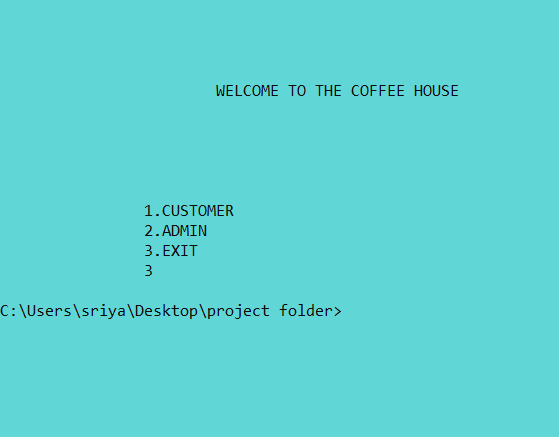 WELCOME TO THE COFFEE HOUSE
1.CUSTOMER
2.ADMIN
3.EXIT
3
C:\Users\sriya\Desktop\project folder>